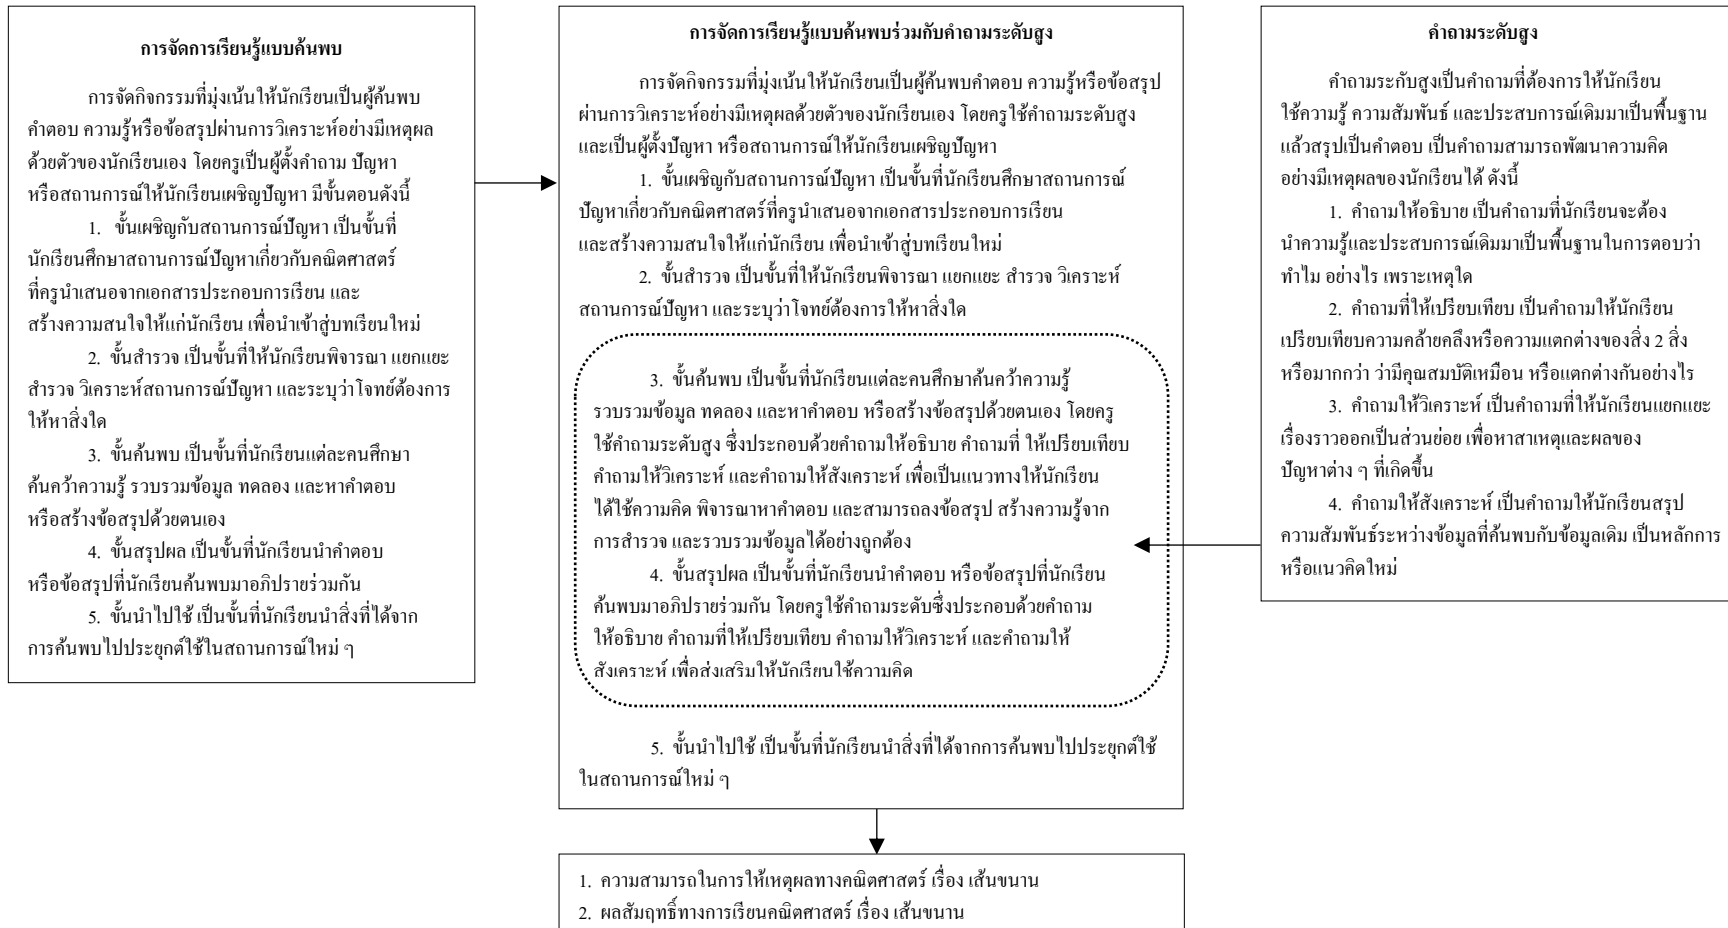 การจัดการเรียนรู้แบบค้นพบ
การจัดกิจกรรมที่มุ่งเน้นให้นักเรียนเป็นผู้ค้นพบ
คำตอบ ความรู้หรือข้อสรุปผ่านการวิเคราะห์อย่างมีเหตุผล
ด้วยตัวของนักเรียนเอง โดยครูเป็นผู้ตั้งคำถาม ปัญหา
หรือสถานการณ์ให้นักเรียนเผชิญปัญหา มีขั้นตอนดังนี้
1. ขั้นเผชิญกับสถานการณ์ปัญหา เป็นขั้นที่
นักเรียนศึกษาสถานการณ์ปัญหาเกี่ยวกับคณิตศาสตร์
ที่ครูนำเสนอจากเอกสารประกอบการเรียน และ
สร้างความสนใจให้แก่นักเรียน เพื่อนำเข้าสู่บทเรียนใหม่
2. ขั้นสำรวจ เป็นขั้นที่ให้นักเรียนพิจารณา แยกแยะ
สำรวจ วิเคราะห์สถานการณ์ปัญหา และระบุว่าโจทย์ต้องการ
ให้หาสิ่งใด
3. ขั้นค้นพบ เป็นขั้นที่นักเรียนแต่ละคนศึกษา
ค้นคว้าความรู้ รวบรวมข้อมูล ทดลอง และหาคำตอบ
หรือสร้างข้อสรุปด้วยตนเอง
4. ขั้นสรุปผล เป็นขั้นที่นักเรียนนำคำตอบ
หรือข้อสรุปที่นักเรียนค้นพบมาอภิปรายร่วมกัน
5. ขั้นนำไปใช้ เป็นขั้นที่นักเรียนนำสิ่งที่ได้จาก
การค้นพบไปประยุกต์ใช้ในสถานการณ์ใหม่ ๆ
การจัดการเรียนรู้แบบค้นพบร่วมกับคำถามระดับสูง
การจัดกิจกรรมที่มุ่งเน้นให้นักเรียนเป็นผู้ค้นพบคำตอบ ความรู้หรือข้อสรุป
ผ่านการวิเคราะห์อย่างมีเหตุผลด้วยตัวของนักเรียนเอง โดยครูใช้คำถามระดับสูง
และเป็นผู้ตั้งปัญหา หรือสถานการณ์ให้นักเรียนเผชิญปัญหา
1. ขั้นเผชิญกับสถานการณ์ปัญหา เป็นขั้นที่นักเรียนศึกษาสถานการณ์
ปัญหาเกี่ยวกับคณิตศาสตร์ที่ครูนำเสนอจากเอกสารประกอบการเรียน
และสร้างความสนใจให้แก่นักเรียน เพื่อนำเข้าสู่บทเรียนใหม่
2. ขั้นสำรวจ เป็นขั้นที่ให้นักเรียนพิจารณา แยกแยะ สำรวจ วิเคราะห์
สถานการณ์ปัญหา และระบุว่าโจทย์ต้องการให้หาสิ่งใด
3. ขั้นค้นพบ เป็นขั้นที่นักเรียนแต่ละคนศึกษาค้นคว้าความรู้
รวบรวมข้อมูล ทดลอง และหาคำตอบ หรือสร้างข้อสรุปด้วยตนเอง โดยครู
ใช้คำถามระดับสูง ซึ่งประกอบด้วยคำถามให้อธิบาย คำถามที่ ให้เปรียบเทียบ
คำถามให้วิเคราะห์ และคำถามให้สังเคราะห์ เพื่อเป็นแนวทางให้นักเรียน
ได้ใช้ความคิด พิจารณาหาคำตอบ และสามารถลงข้อสรุป สร้างความรู้จาก
การสำรวจ และรวบรวมข้อมูลได้อย่างถูกต้อง
4. ขั้นสรุปผล เป็นขั้นที่นักเรียนนำคำตอบ หรือข้อสรุปที่นักเรียน
ค้นพบมาอภิปรายร่วมกัน โดยครูใช้คำถามระดับซึ่งประกอบด้วยคำถาม
ให้อธิบาย คำถามที่ให้เปรียบเทียบ คำถามให้วิเคราะห์ และคำถามให้
สังเคราะห์ เพื่อส่งเสริมให้นักเรียนใช้ความคิด
5. ขั้นนำไปใช้ เป็นขั้นที่นักเรียนนำสิ่งที่ได้จากการค้นพบไปประยุกต์ใช้
ในสถานการณ์ใหม่ ๆ
คำถามระดับสูง
คำถามระกับสูงเป็นคำถามที่ต้องการให้นักเรียน
ใช้ความรู้ ความสัมพันธ์ และประสบการณ์เดิมมาเป็นพื้นฐาน
แล้วสรุปเป็นคำตอบ เป็นคำถามสามารถพัฒนาความคิด
อย่างมีเหตุผลของนักเรียนได้ ดังนี้
1. คำถามให้อธิบาย เป็นคำถามที่นักเรียนจะต้อง
นำความรู้และประสบการณ์เดิมมาเป็นพื้นฐานในการตอบว่า
ทำไม อย่างไร เพราะเหตุใด
2. คำถามที่ให้เปรียบเทียบ เป็นคำถามให้นักเรียน
เปรียบเทียบความคล้ายคลึงหรือความแตกต่างของสิ่ง 2 สิ่ง
หรือมากกว่า ว่ามีคุณสมบัติเหมือน หรือแตกต่างกันอย่างไร
3. คำถามให้วิเคราะห์ เป็นคำถามที่ให้นักเรียนแยกแยะ
เรื่องราวออกเป็นส่วนย่อย เพื่อหาสาเหตุและผลของ
ปัญหาต่าง ๆ ที่เกิดขึ้น
4. คำถามให้สังเคราะห์ เป็นคำถามให้นักเรียนสรุป
ความสัมพันธ์ระหว่างข้อมูลที่ค้นพบกับข้อมูลเดิม เป็นหลักการ
หรือแนวคิดใหม่
1. ความสามารถในการให้เหตุผลทางคณิตศาสตร์ เรื่อง เส้นขนาน
2. ผลสัมฤทธิ์ทางการเรียนคณิตศาสตร์ เรื่อง เส้นขนาน